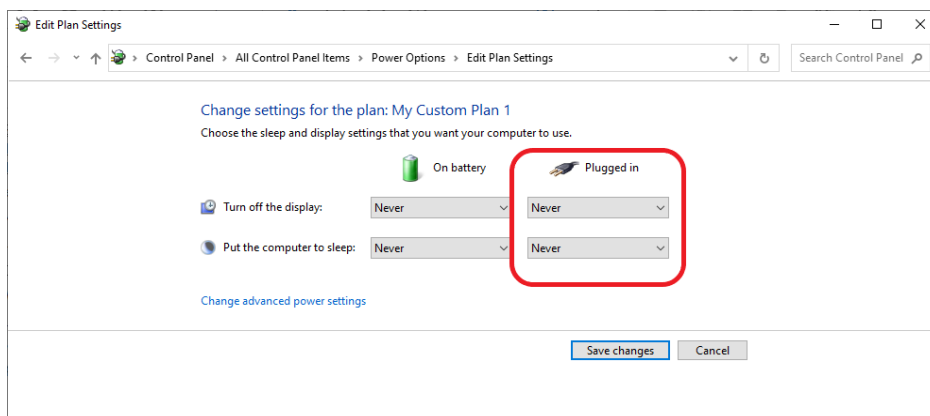 Edit Plan Settings
Control Panel > All Control Panel Items > Power Options > Edit Plan Settings
Search Control Panel
Change settings for the plan: My Custom Plan 1
Choose the sleep and display settings that you want your computer to use.
On battery Plugged in
Turn off the display: Never Never
Put the computer to sleep: Never Never
Change advanced power settings
Save changes Cancel